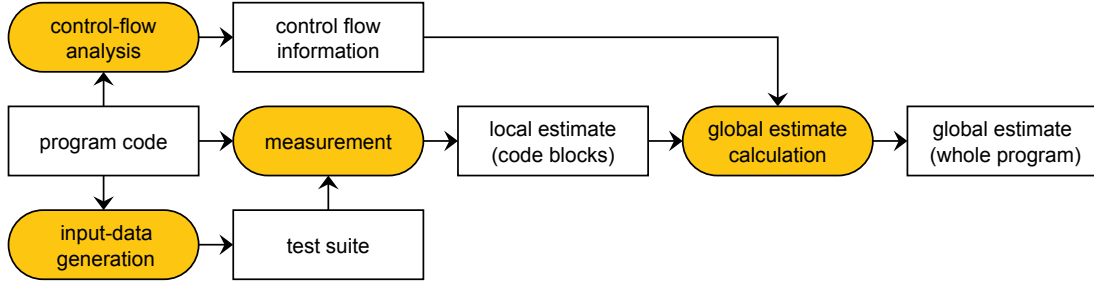 control-flow
analysis
control flow
information
program code
measurement
local estimate
(code blocks)
global estimate
calculation
global estimate
(whole program)
input-data
generation
test suite